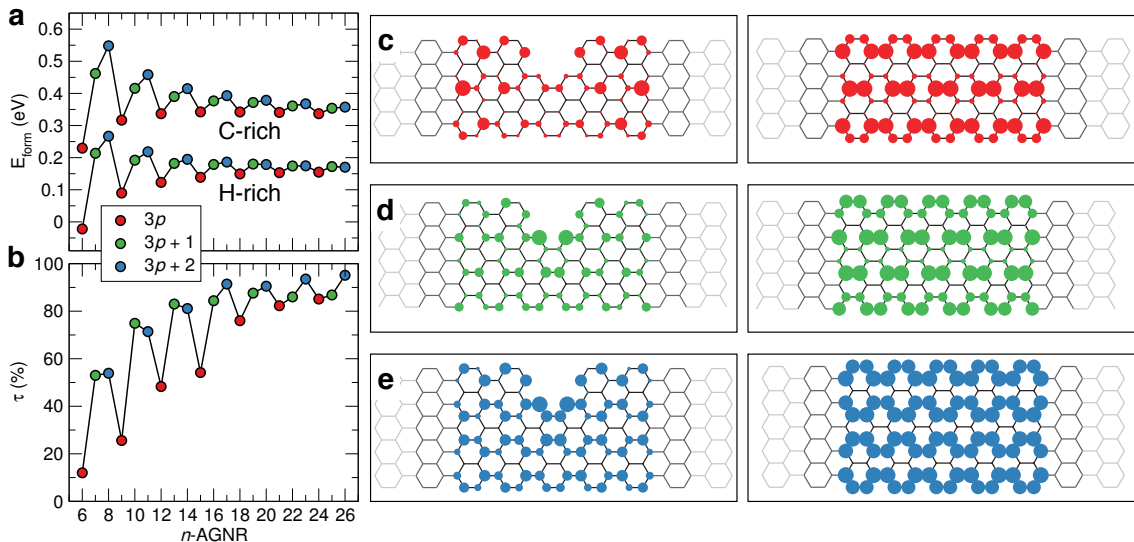 a
0.6
0.5
0.4
0.3
0.2
0.1
0
E_form (eV)
C-rich
H-rich
3p
3p + 1
3p + 2
b
100
80
60
40
20
0
τ (%)
6 8 10 12 14 16 18 20 22 24 26
n-AGNR
c
d
e